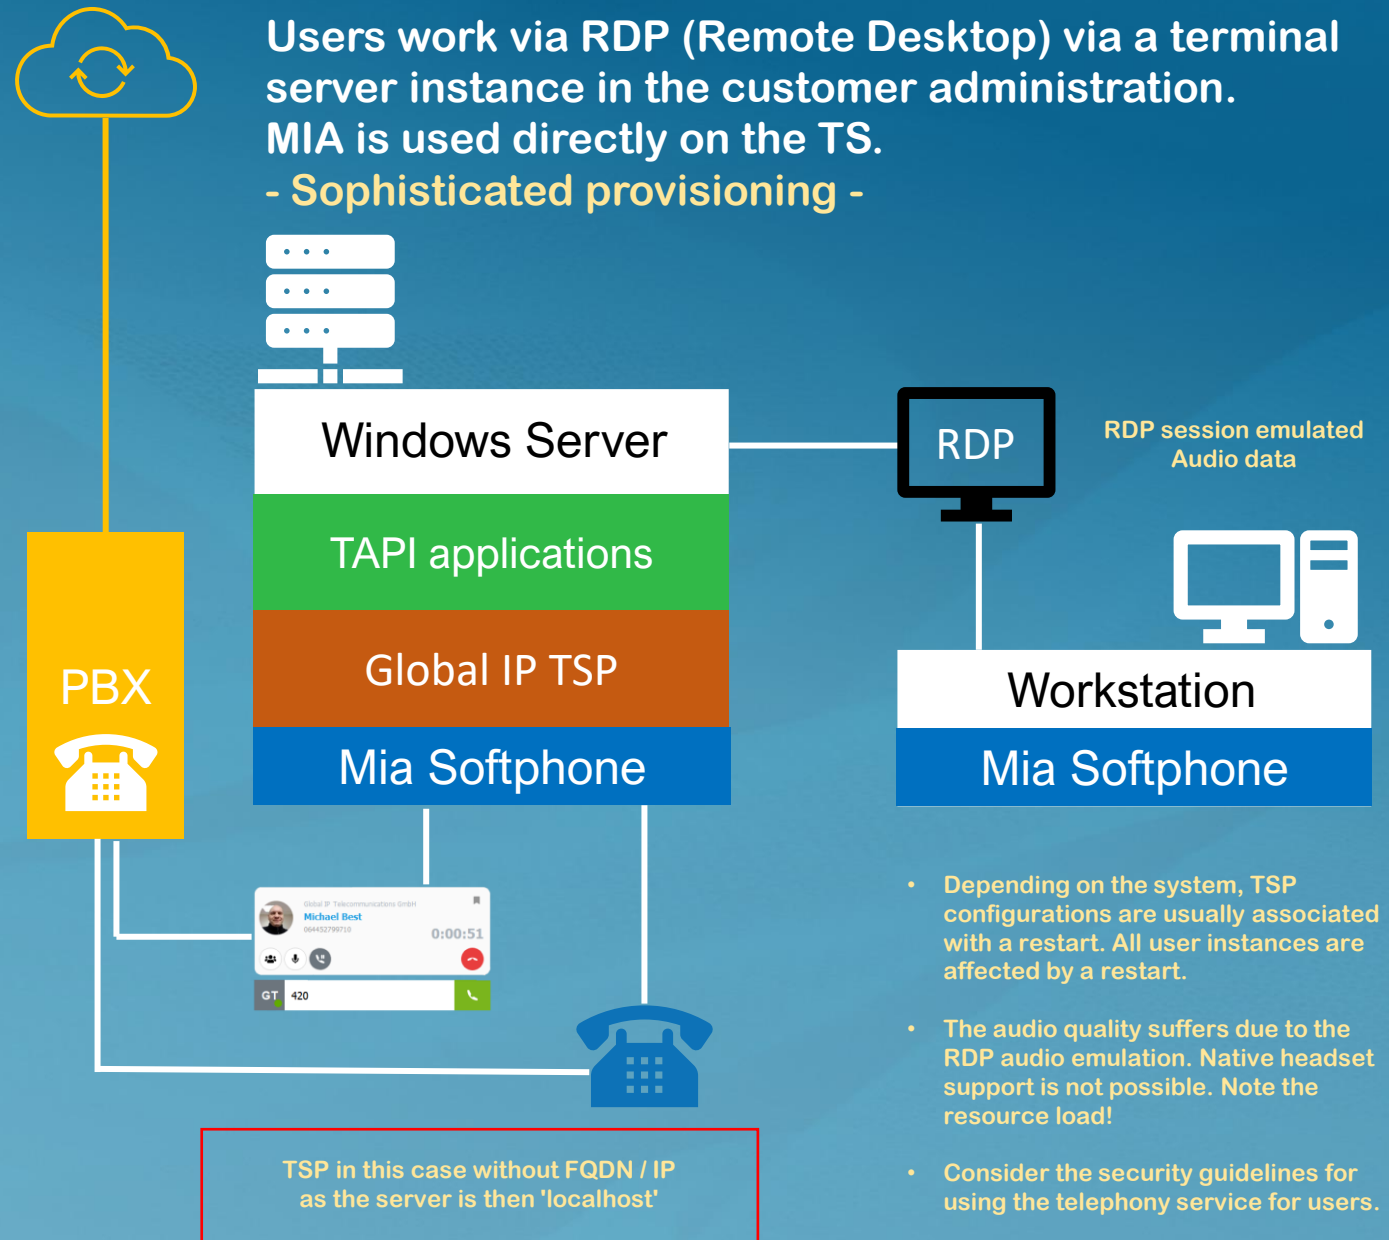 Users work via RDP (Remote Desktop) via a terminal
server instance in the customer administration.
MIA is used directly on the TS.
- Sophisticated provisioning -
Windows Server
TAPI applications
Global IP TSP
Mia Softphone
RDP
RDP session emulated
Audio data
PBX
Workstation
Mia Softphone
Global IP Telecommunications GmbH
Michael Best
064452799710
0:00:51
GT
420
• Depending on the system, TSP
configurations are usually associated
with a restart. All user instances are
affected by a restart.
• The audio quality suffers due to the
RDP audio emulation. Native headset
support is not possible. Note the
resource load!
• Consider the security guidelines for
using the telephony service for users.
TSP in this case without FQDN / IP
as the server is then 'localhost'